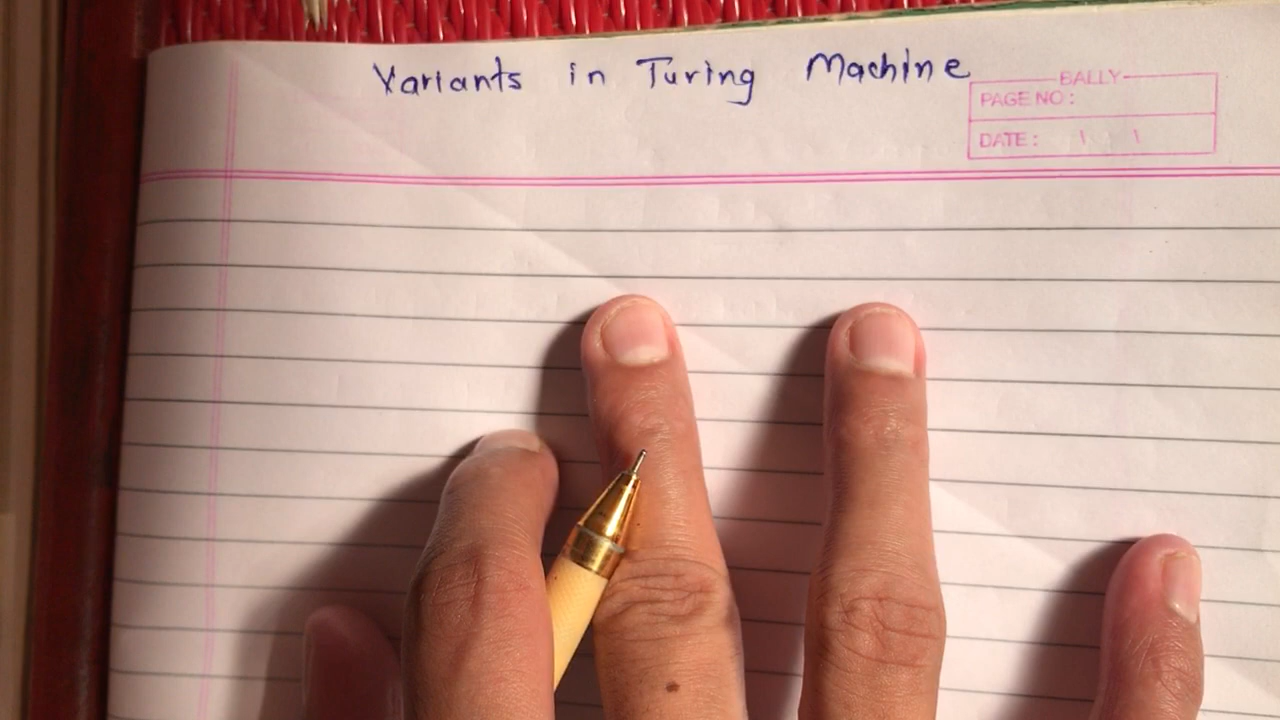 Variants in Turing Machine
BALLY
PAGE NO:
DATE: \ \